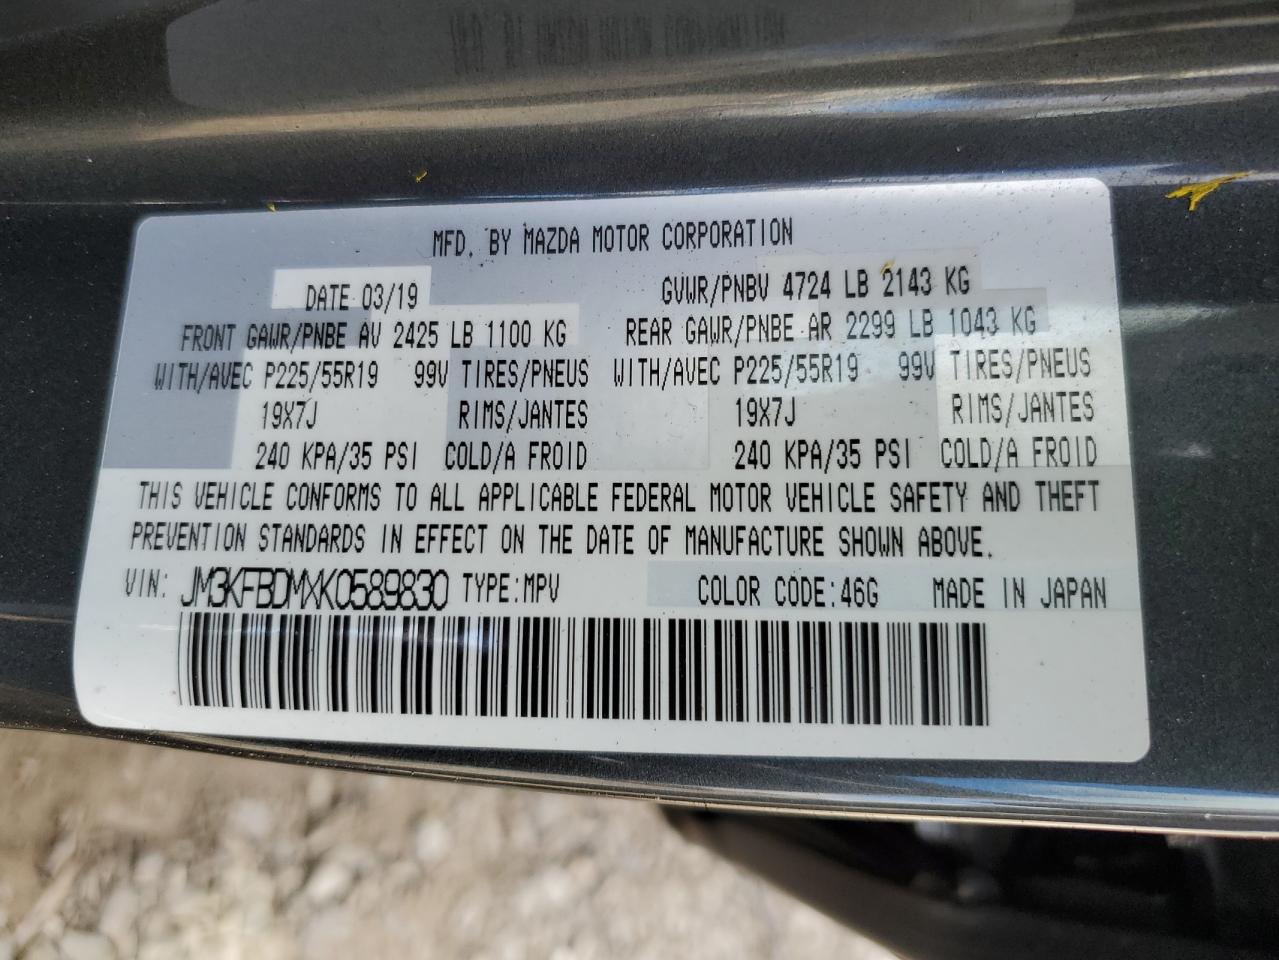 MFD. BY MAZDA MOTOR CORPORATION
DATE 03/19 GVWR/PNBV 4724 LB 2143 KG
FRONT GAWR/PNBE AV 2425 LB 1100 KG REAR GAWR/PNBE AR 2299 LB 1043 KG
WITH/AVEC P225/55R19 99V TIRES/PNEUS WITH/AVEC P225/55R19 99V TIRES/PNEUS
19X7J RIMS/JANTES 19X7J RIMS/JANTES
240 KPA/35 PSI COLD/A FROID 240 KPA/35 PSI COLD/A FROID
THIS VEHICLE CONFORMS TO ALL APPLICABLE FEDERAL MOTOR VEHICLE SAFETY AND THEFT
PREVENTION STANDARDS IN EFFECT ON THE DATE OF MANUFACTURE SHOWN ABOVE.
VIN: JM3KFBDMXK0589830 TYPE:MPV COLOR CODE:46G MADE IN JAPAN